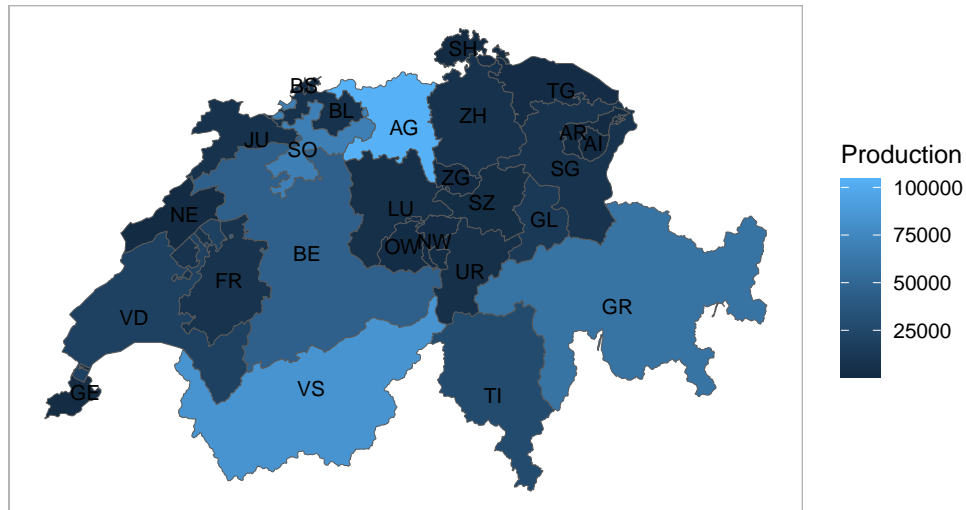 SH
BS
BL
TG
AG
ZH
JU
SO
AR
AI
SG
ZG
LU
SZ
NE
GL
OW
NW
BE
UR
FR
GR
VD
VS
TI
GE
Production
100000
75000
50000
25000